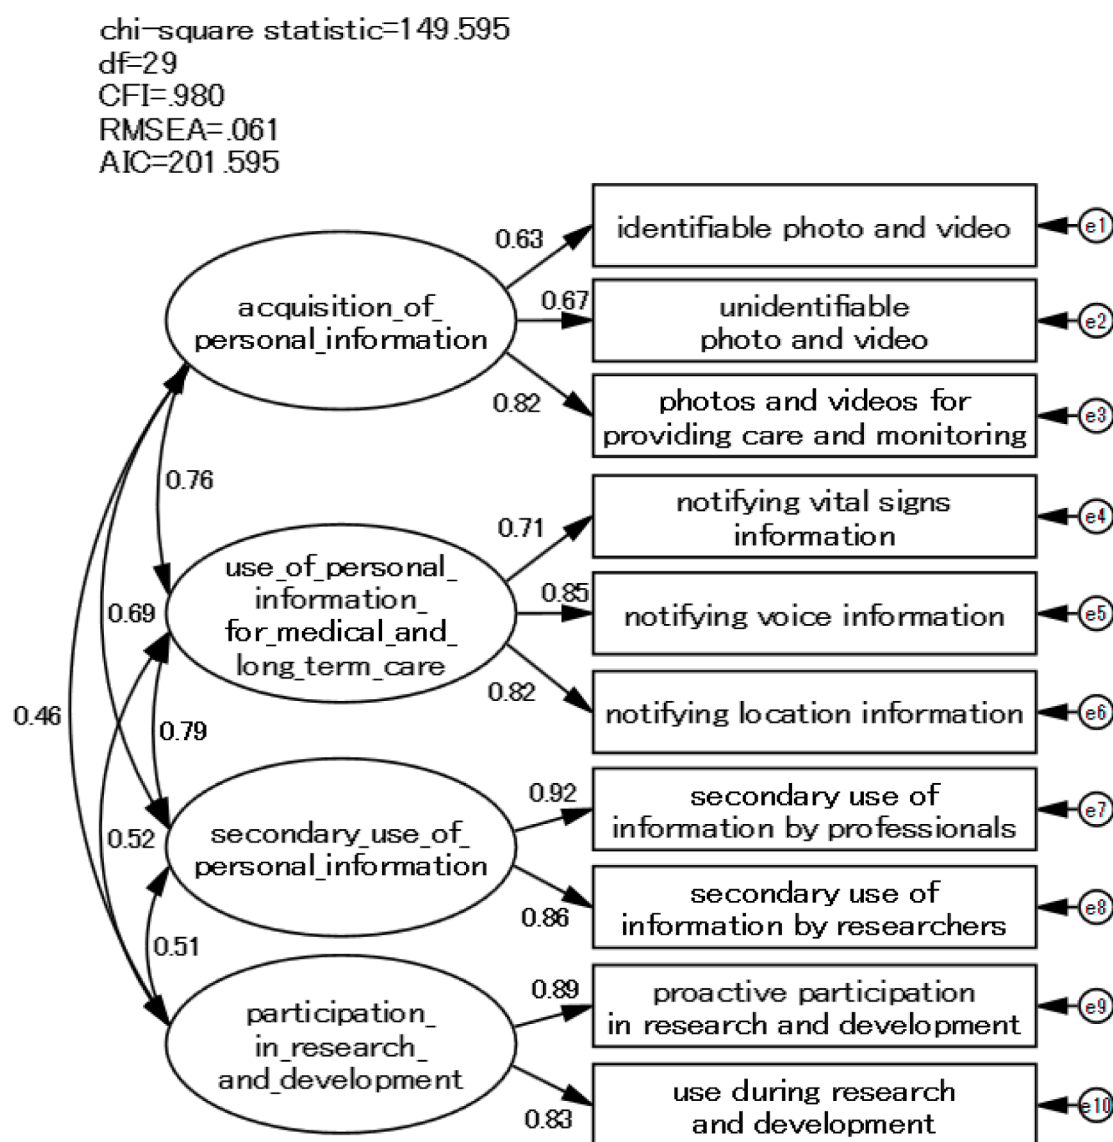 chi-square statistic=149.595
df=29
CFI=.980
RMSEA=.061
AIC=201.595
acquisition_of_
personal_information
0.63
identifiable photo and video
e1
0.67
unidentifiable
photo and video
e2
0.82
photos and videos for
providing care and monitoring
e3
0.76
use_of_personal_
information_
for_medical_and_
long_term_care
0.71
notifying vital signs
information
e4
0.85
notifying voice information
e5
0.82
notifying location information
e6
0.69
0.46
0.79
secondary_use_of_
personal_information
0.92
secondary use of
information by professionals
e7
0.86
secondary use of
information by researchers
e8
0.52
0.51
participation_
in_research_
and_development
0.89
proactive participation
in research and development
e9
0.83
use during research
and development
e10